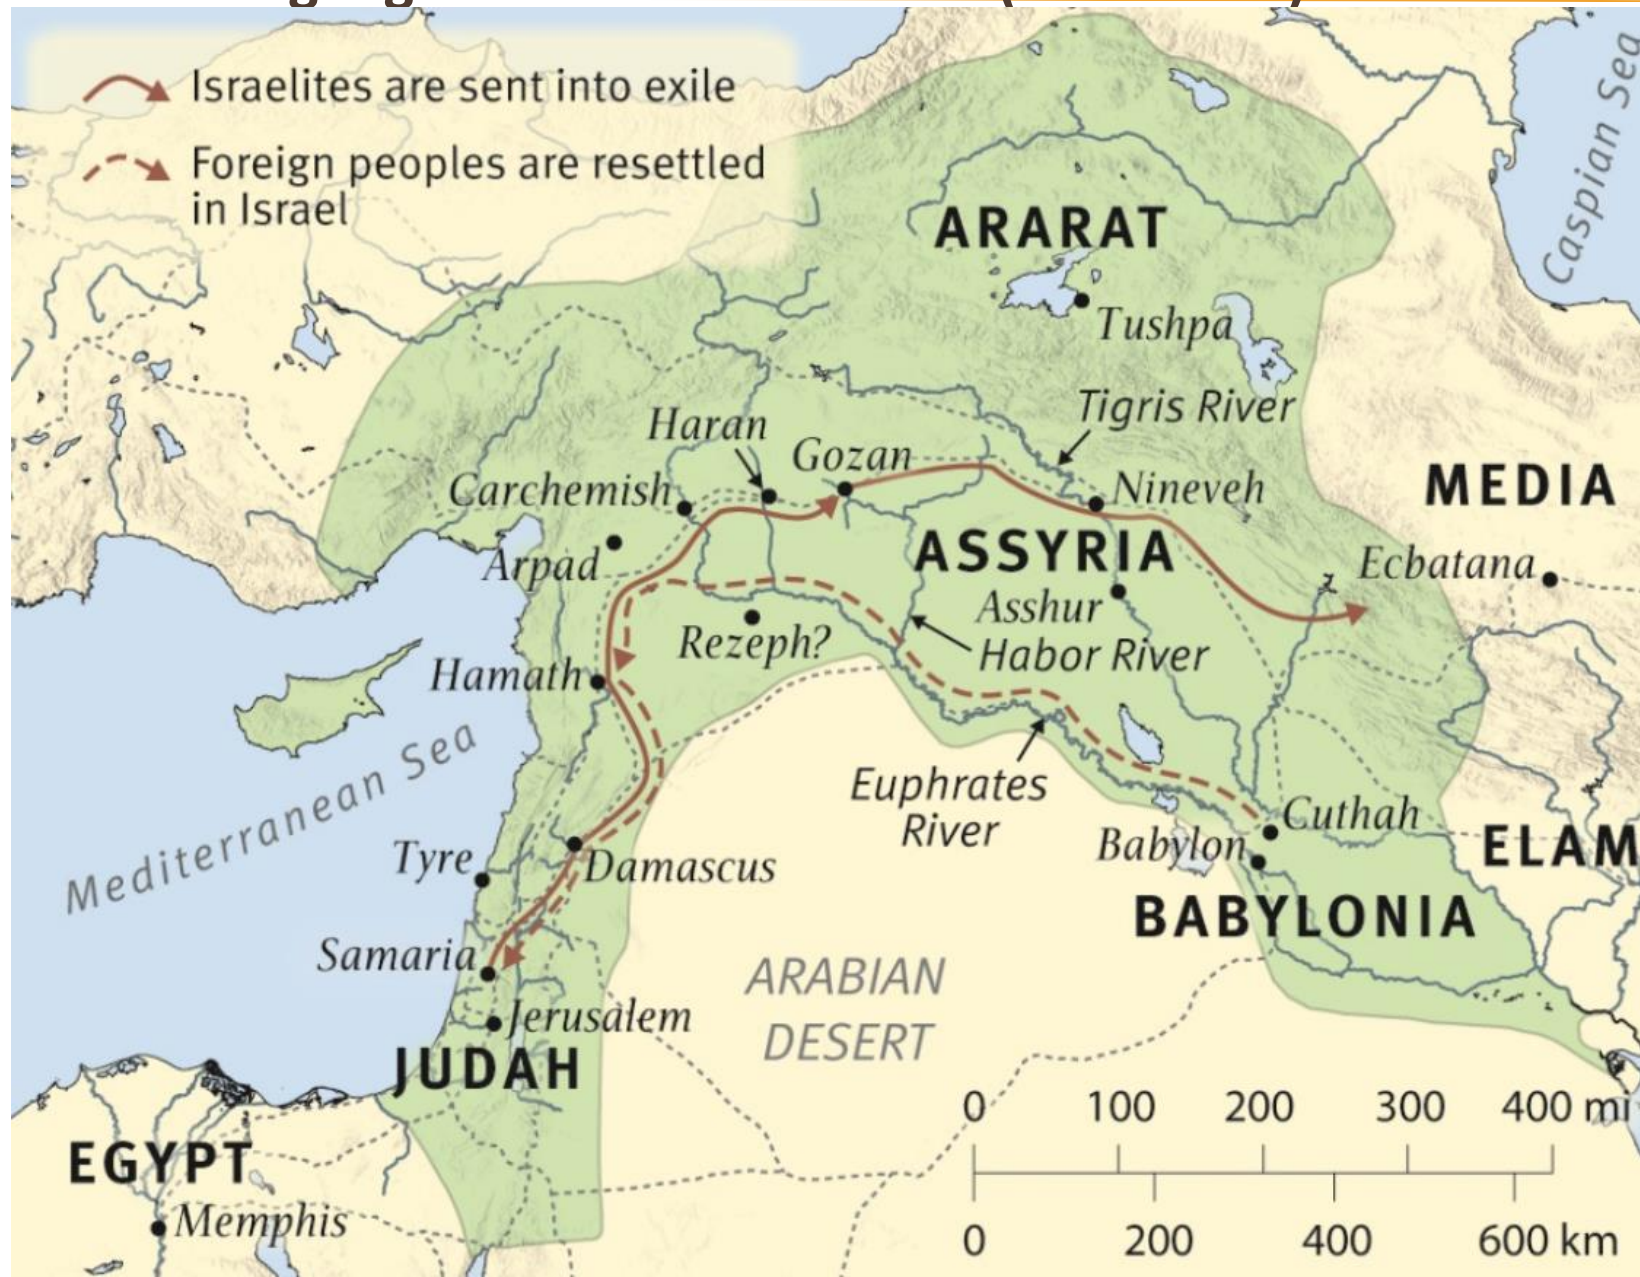 Israelites are sent into exile
Foreign peoples are resettled
in Israel
Caspian Sea
ARARAT
Tushpa
Tigris River
Haran
Gozan
Carchemish
Nineveh
MEDIA
Arpad
ASSYRIA
Ecbatana
Asshur
Rezeph?
Habor River
Hamath
Mediterranean Sea
Euphrates
River
Cuthah
Babylon
ELAM
Tyre
Damascus
BABYLONIA
Samaria
ARABIAN
DESERT
Jerusalem
JUDAH
0 100 200 300 400 mi
EGYPT
Memphis
0 200 400 600 km